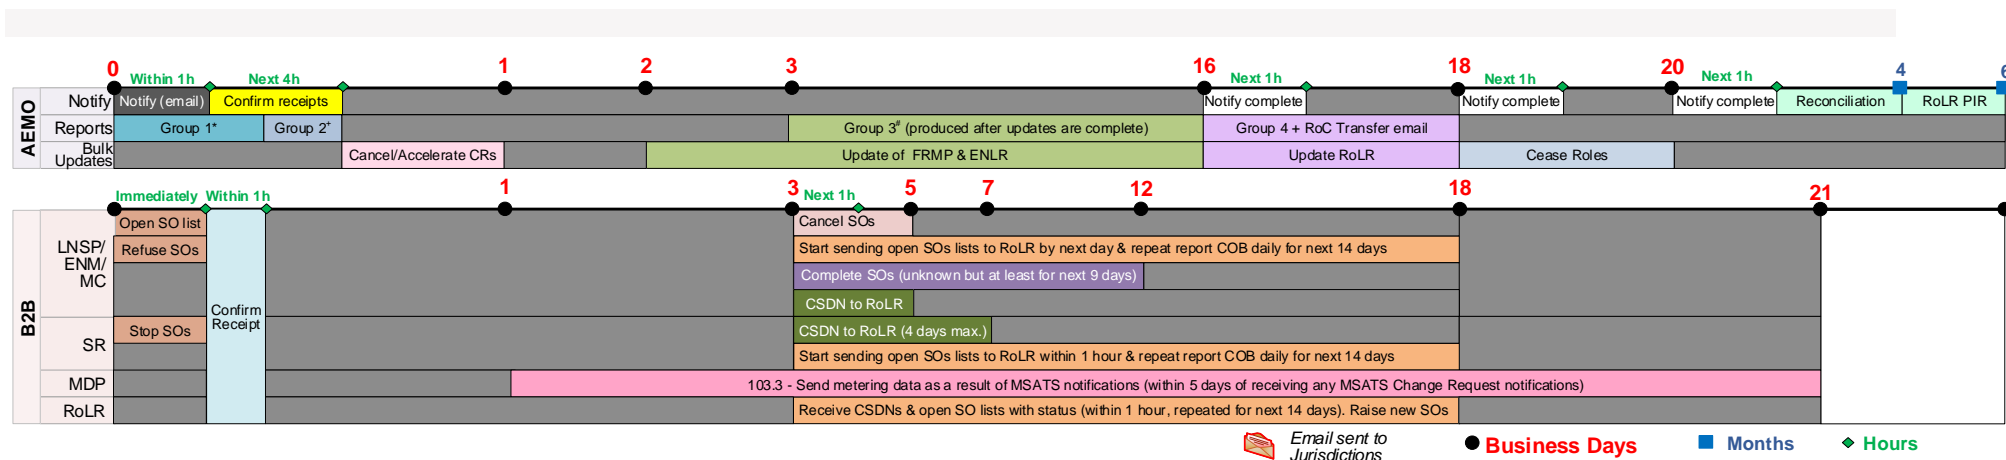 0 1 2 3 16 18 20 4 6
Within 1h Next 4h Next 1h Next 1h Next 1h
AEMO
Notify Notify (email) Confirm receipts Notify complete Notify complete Notify complete Reconciliation RoLR PIR
Reports Group 1* Group 2+ Group 3# (produced after updates are complete) Group 4 + RoC Transfer email
Bulk
Updates Cancel/Accelerate CRs Update of FRMP & ENLR Update RoLR Cease Roles
Immediately Within 1h 1 3 Next 1h 5 7 12 18 21
B2B
LNSP/
ENM/
MC
Open SO list Cancel SOs
Refuse SOs Start sending open SOs lists to RoLR by next day & repeat report COB daily for next 14 days
Complete SOs (unknown but at least for next 9 days)
CSDN to RoLR
Confirm
Receipt
SR
Stop SOs CSDN to RoLR (4 days max.)
Start sending open SOs lists to RoLR within 1 hour & repeat report COB daily for next 14 days
MDP 103.3 - Send metering data as a result of MSATS notifications (within 5 days of receiving any MSATS Change Request notifications)
RoLR Receive CSDNs & open SO lists with status (within 1 hour, repeated for next 14 days). Raise new SOs
Email sent to
Jurisdictions
Business Days Months Hours